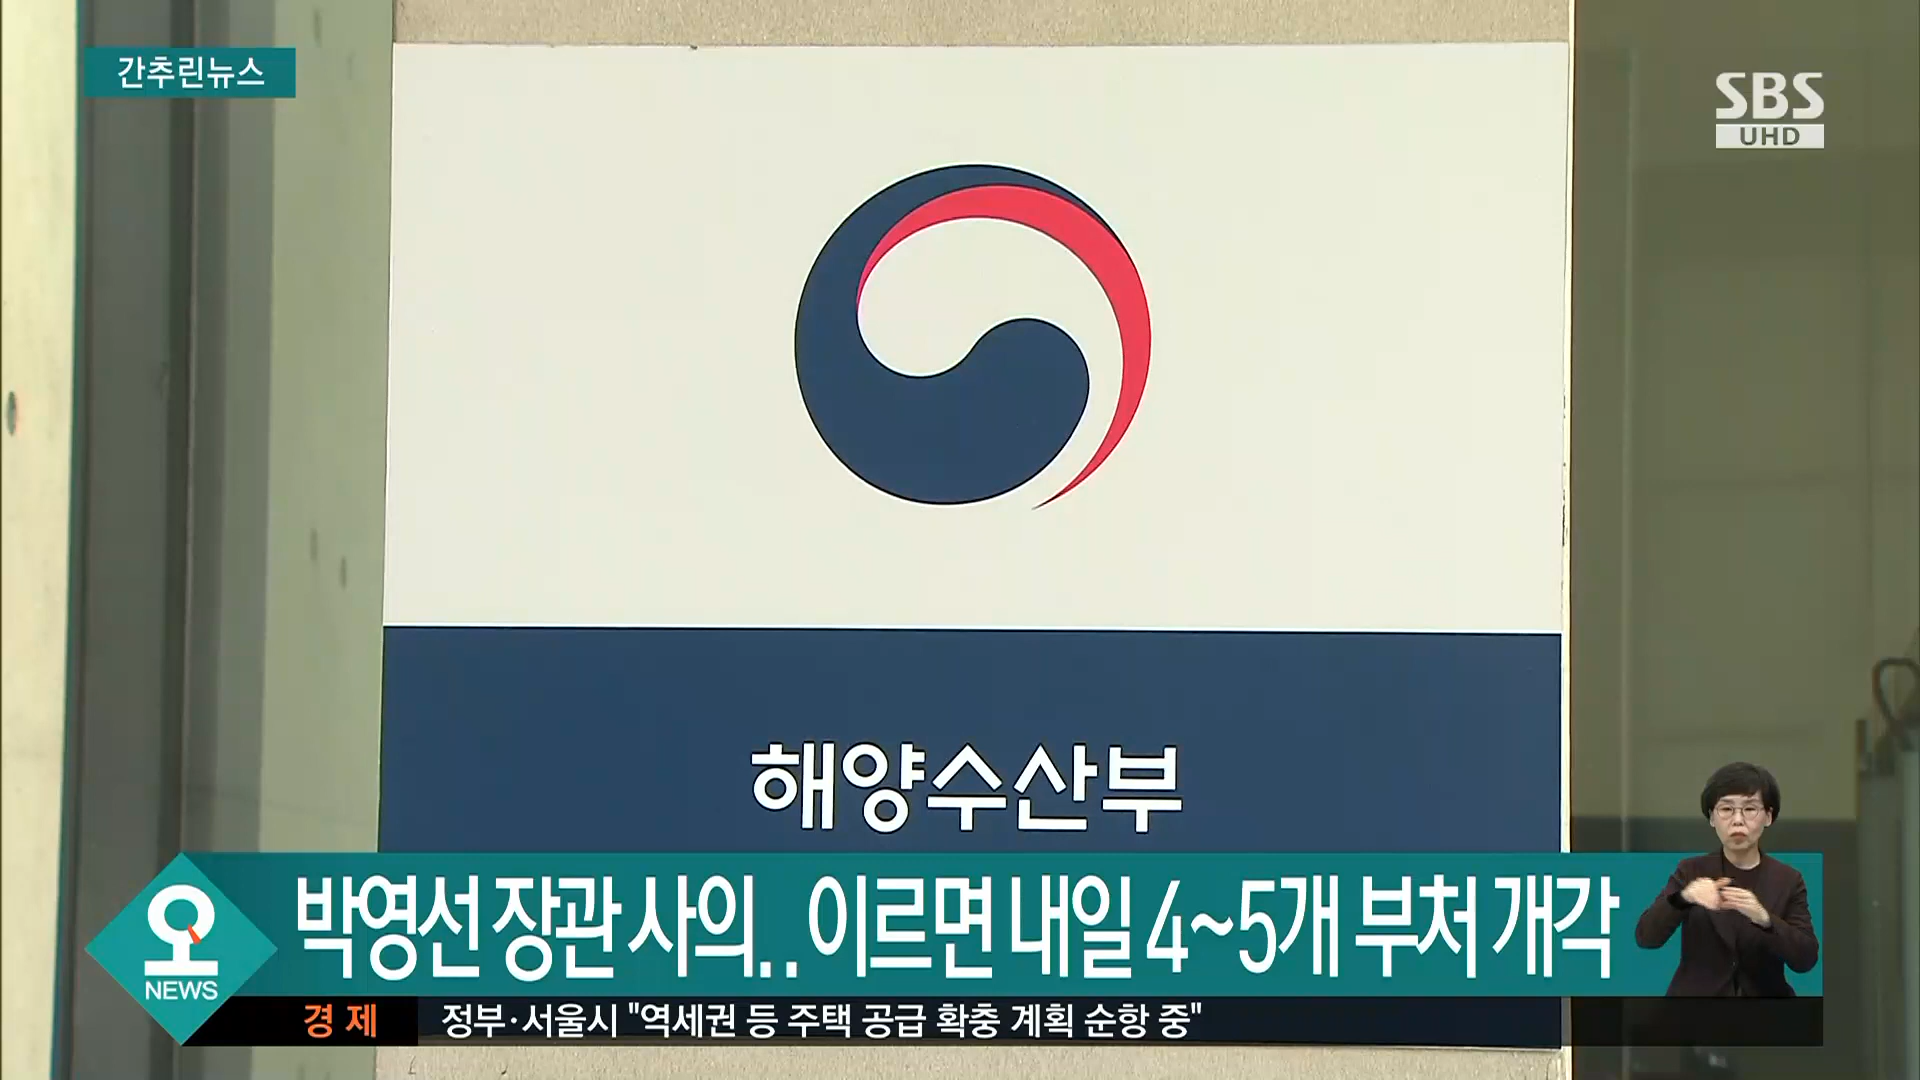 간추린뉴스
SBS
UHD
해양수산부
박영선 장관 사의.. 이르면 내일 4~5개 부처 개각
오
NEWS
경제 정부·서울시 "역세권 등 주택 공급 확충 계획 순항 중"